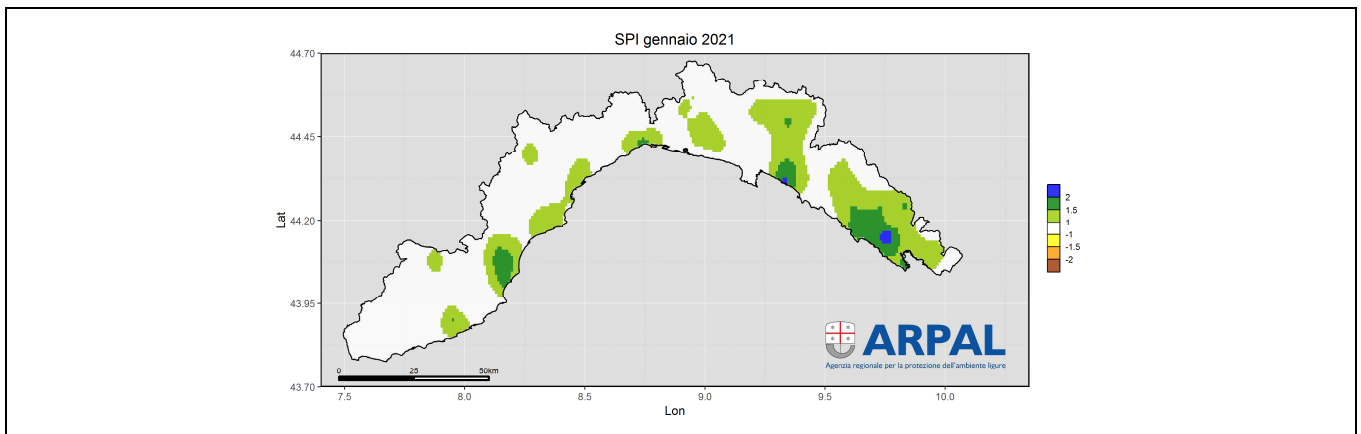 SPI gennaio 2021
44.70
44.45
44.20
43.95
43.70
Lat
2
1.5
1
-1
-1.5
-2
ARPAL
Agenzia regionale per la protezione dell'ambiente ligure
0 25 50km
7.5 8.0 8.5 9.0 9.5 10.0
Lon